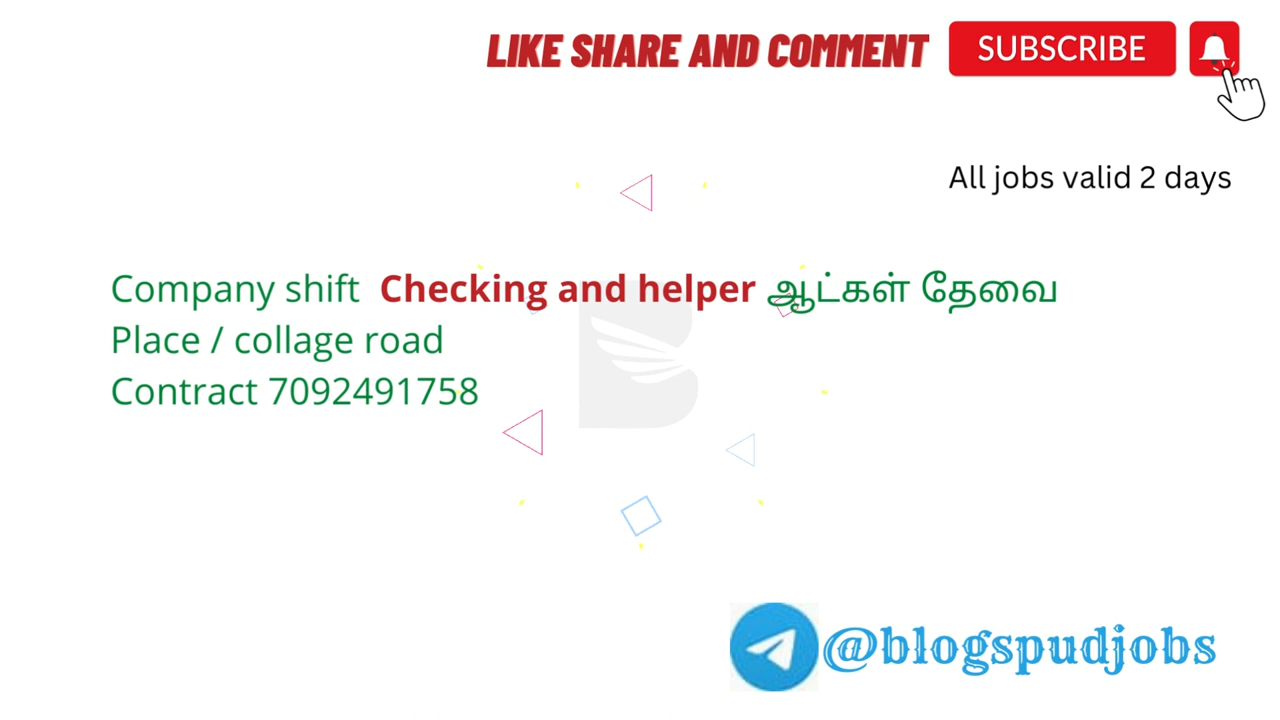 LIKE SHARE AND COMMENT SUBSCRIBE
All jobs valid 2 days
Company shift Checking and helper ஆட்கள் தேவை
Place / collage road
Contract 7092491758
@blogspudjobs